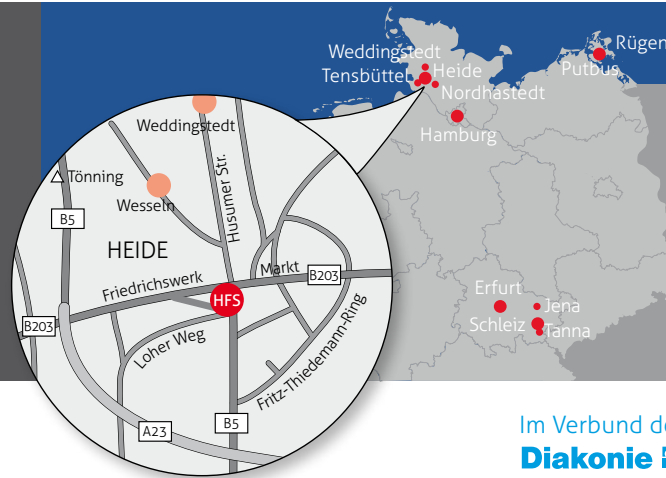 Weddingstedt
Tensbüttel
Heide
Nordhastedt
Hamburg
Putbus
Rügen
Weddingstedt
Tönning
Wesseln
B5
Husumer Str.
HEIDE
Friedrichswerk
Markt
B203
HFS
B203
Loher Weg
Fritz-Thiedemann-Ring
A23
B5
Erfurt
Jena
Schleiz
Tanna
Im Verbund de
Diakonie